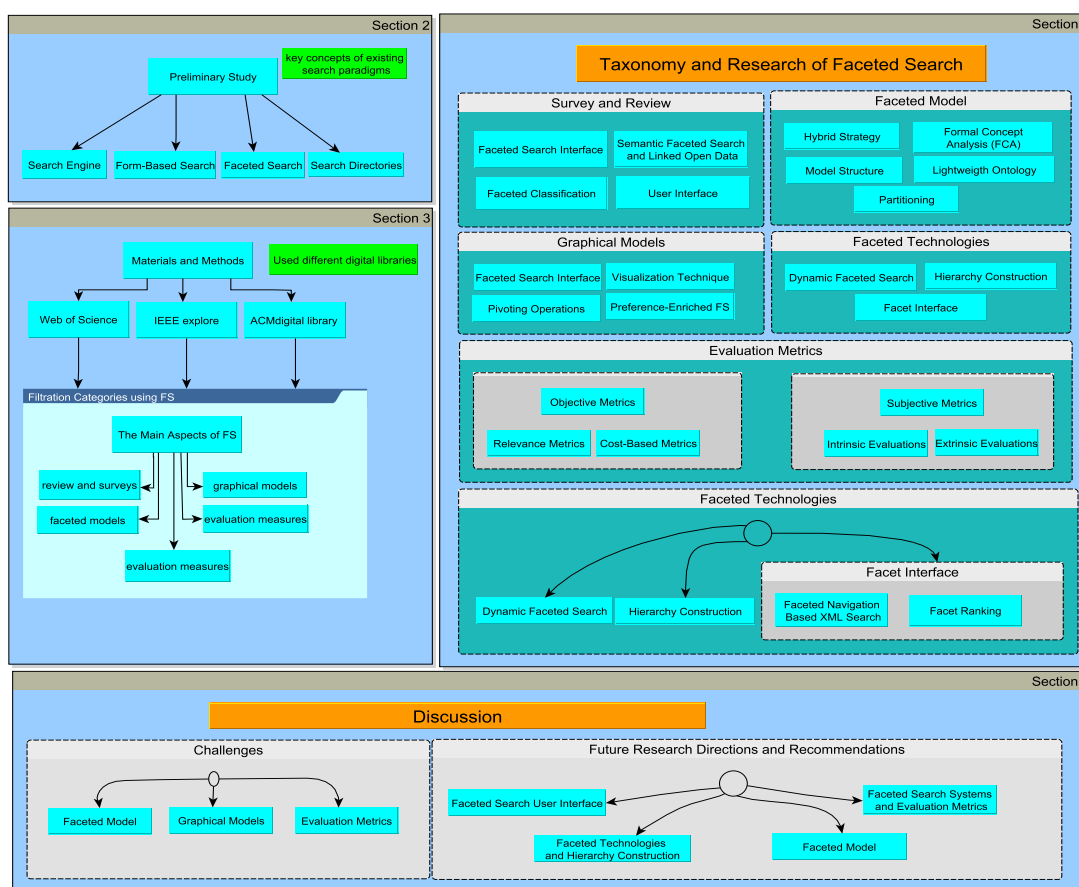 Section 2
key concepts of existing
search paradigms
Preliminary Study
Search Engine
Form-Based Search
Faceted Search
Search Directories
Section 3
Materials and Methods
Used different digital libraries
Web of Science
IEEE explore
ACMdigital library
Filtration Categories using FS
The Main Aspects of FS
review and surveys
graphical models
faceted models
evaluation measures
evaluation measures
Section
Taxonomy and Research of Faceted Search
Survey and Review
Faceted Search Interface
Semantic Faceted Search
and Linked Open Data
Faceted Classification
User Interface
Faceted Model
Hybrid Strategy
Formal Concept
Analysis (FCA)
Model Structure
Lightweigth Ontology
Partitioning
Graphical Models
Faceted Search Interface
Visualization Technique
Pivoting Operations
Preference-Enriched FS
Faceted Technologies
Dynamic Faceted Search
Hierarchy Construction
Facet Interface
Evaluation Metrics
Objective Metrics
Relevance Metrics
Cost-Based Metrics
Subjective Metrics
Intrinsic Evaluations
Extrinsic Evaluations
Faceted Technologies
Dynamic Faceted Search
Hierarchy Construction
Facet Interface
Faceted Navigation
Based XML Search
Facet Ranking
Section
Discussion
Challenges
Faceted Model
Graphical Models
Evaluation Metrics
Future Research Directions and Recommendations
Faceted Search User Interface
Faceted Search Systems
and Evaluation Metrics
Faceted Technologies
and Hierarchy Construction
Faceted Model